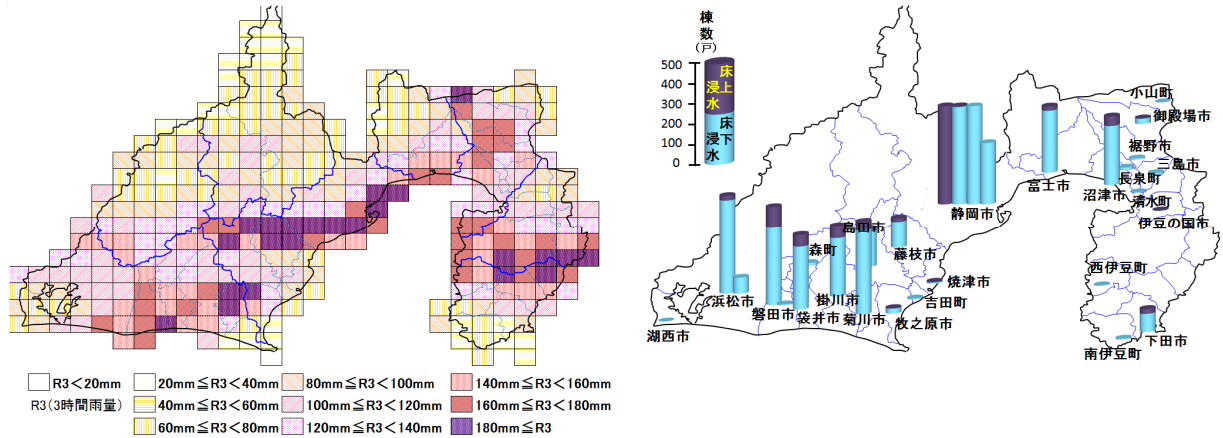 R3<20mm
20mm≦R3<40mm
80mm≦R3<100mm
140mm≦R3<160mm
R3(3時間雨量)
40mm≦R3<60mm
100mm≦R3<120mm
160mm≦R3<180mm
60mm≦R3<80mm
120mm≦R3<140mm
180mm≦R3
棟数
(戸)
500
400
300
200
100
0
床上
浸水
床下
浸水
小山町
御殿場市
裾野市
三島市
長泉町
富士市
沼津市
清水町
伊豆の国市
静岡市
島田市
藤枝市
森町
西伊豆町
焼津市
浜松市
掛川市
吉田町
磐田市
袋井市
菊川市
牧之原市
湖西市
下田市
南伊豆町